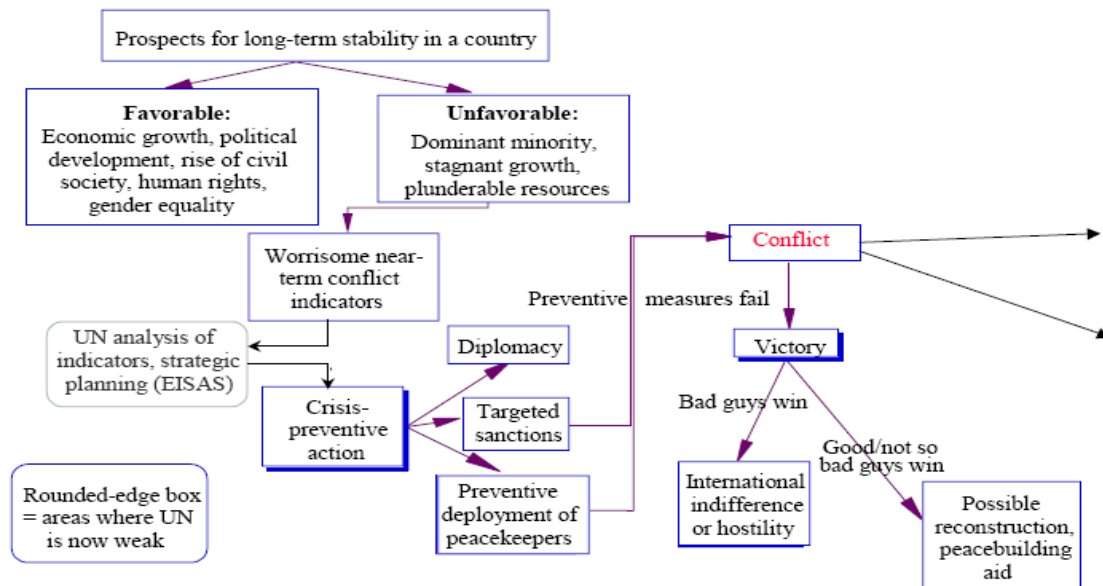 Prospects for long-term stability in a country
Favorable:
Economic growth, political
development, rise of civil
society, human rights,
gender equality
Unfavorable:
Dominant minority,
stagnant growth,
plunderable resources
Worrisome near-
term conflict
indicators
UN analysis of
indicators, strategic
planning (EISAS)
Crisis-
preventive
action
Diplomacy
Targeted
sanctions
Preventive
deployment of
peacekeepers
Preventive measures fail
Conflict
Victory
Bad guys win
Good/not so
bad guys win
International
indifference
or hostility
Possible
reconstruction,
peacebuilding
aid
Rounded-edge box
= areas where UN
is now weak